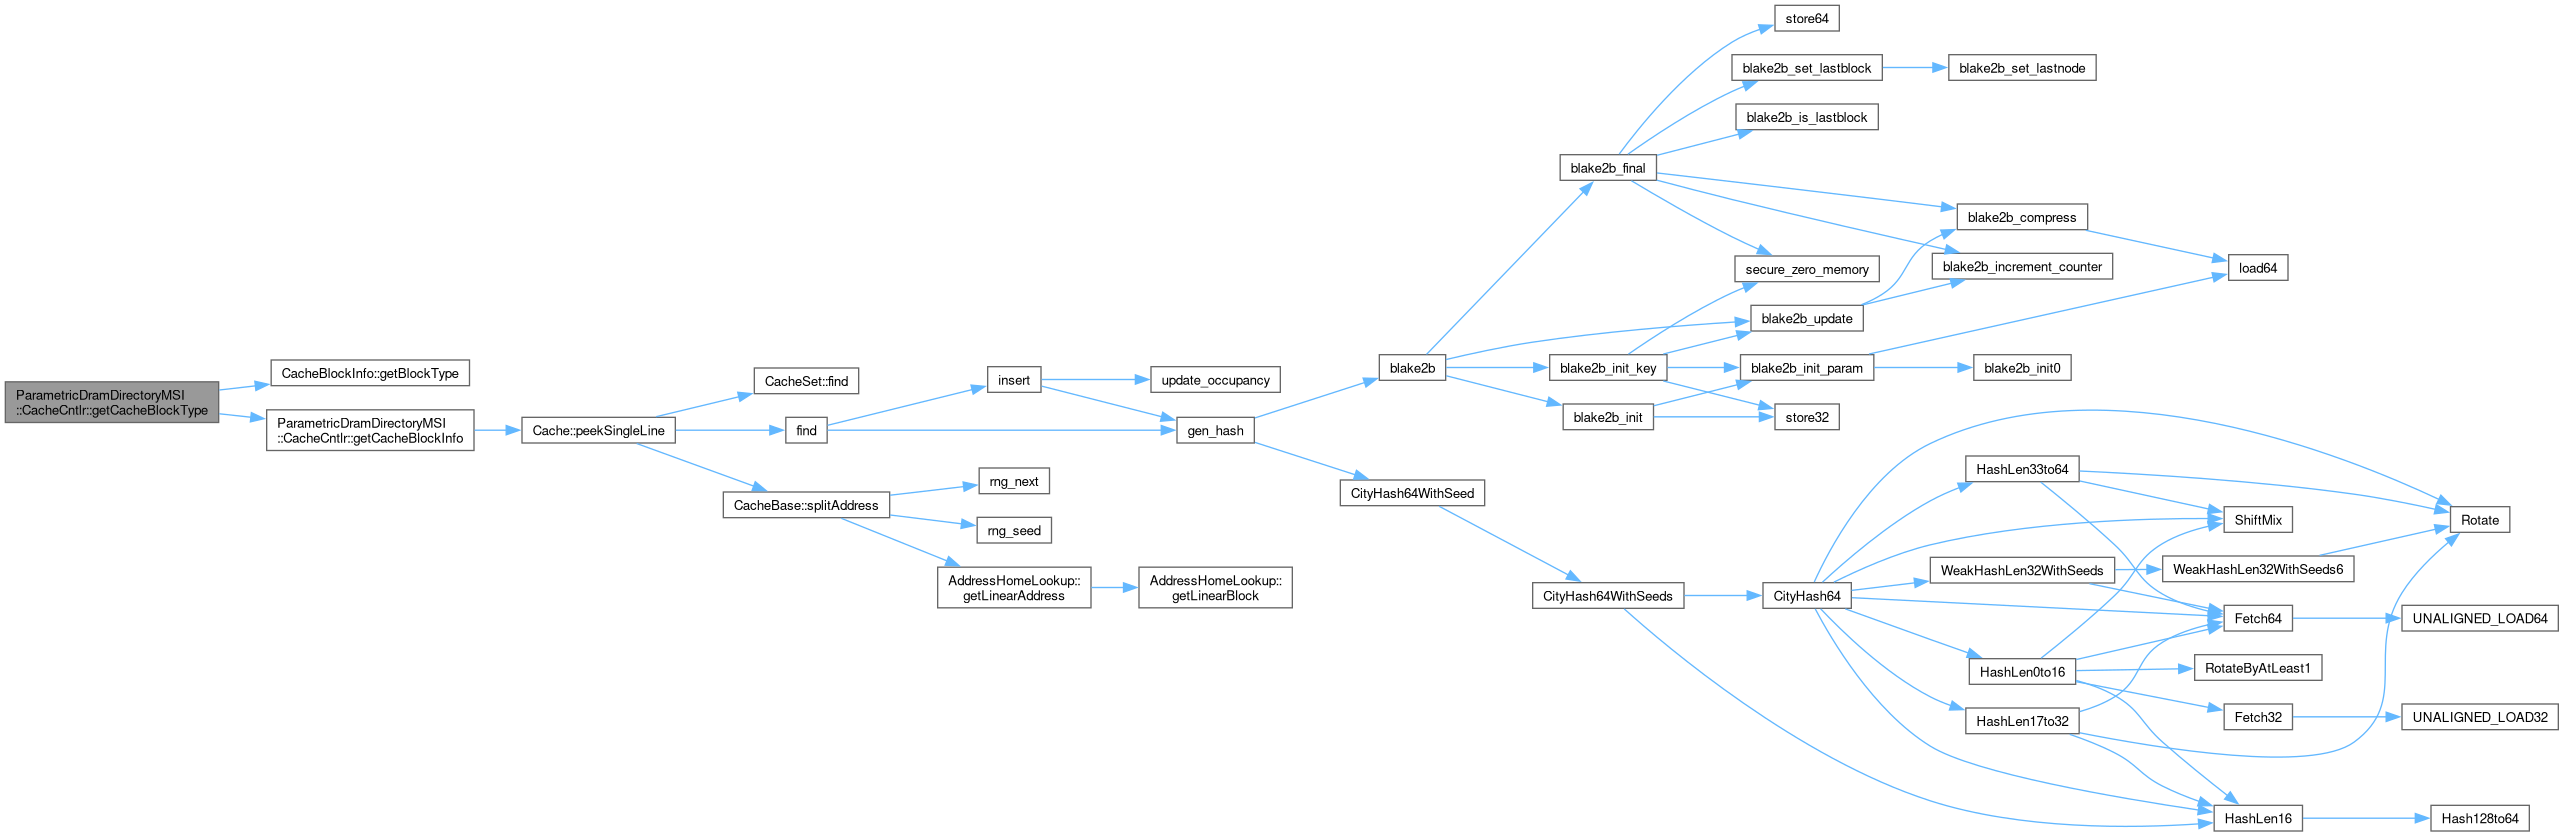 ParametricDramDirectoryMSI
::CacheCntlr::getCacheBlockType
CacheBlockInfo::getBlockType
ParametricDramDirectoryMSI
::CacheCntlr::getCacheBlockInfo
Cache::peekSingleLine
CacheSet::find
find
CacheBase::splitAddress
insert
rng_next
rng_seed
AddressHomeLookup::
getLinearAddress
update_occupancy
gen_hash
AddressHomeLookup::
getLinearBlock
blake2b
CityHash64WithSeed
blake2b_final
blake2b_init_key
blake2b_init
CityHash64WithSeeds
store64
blake2b_set_lastblock
blake2b_is_lastblock
secure_zero_memory
blake2b_update
blake2b_init_param
store32
CityHash64
blake2b_set_lastnode
blake2b_compress
blake2b_increment_counter
blake2b_init0
HashLen33to64
WeakHashLen32WithSeeds
HashLen0to16
HashLen17to32
load64
ShiftMix
WeakHashLen32WithSeeds6
Fetch64
RotateByAtLeast1
Fetch32
HashLen16
Rotate
UNALIGNED_LOAD64
UNALIGNED_LOAD32
Hash128to64